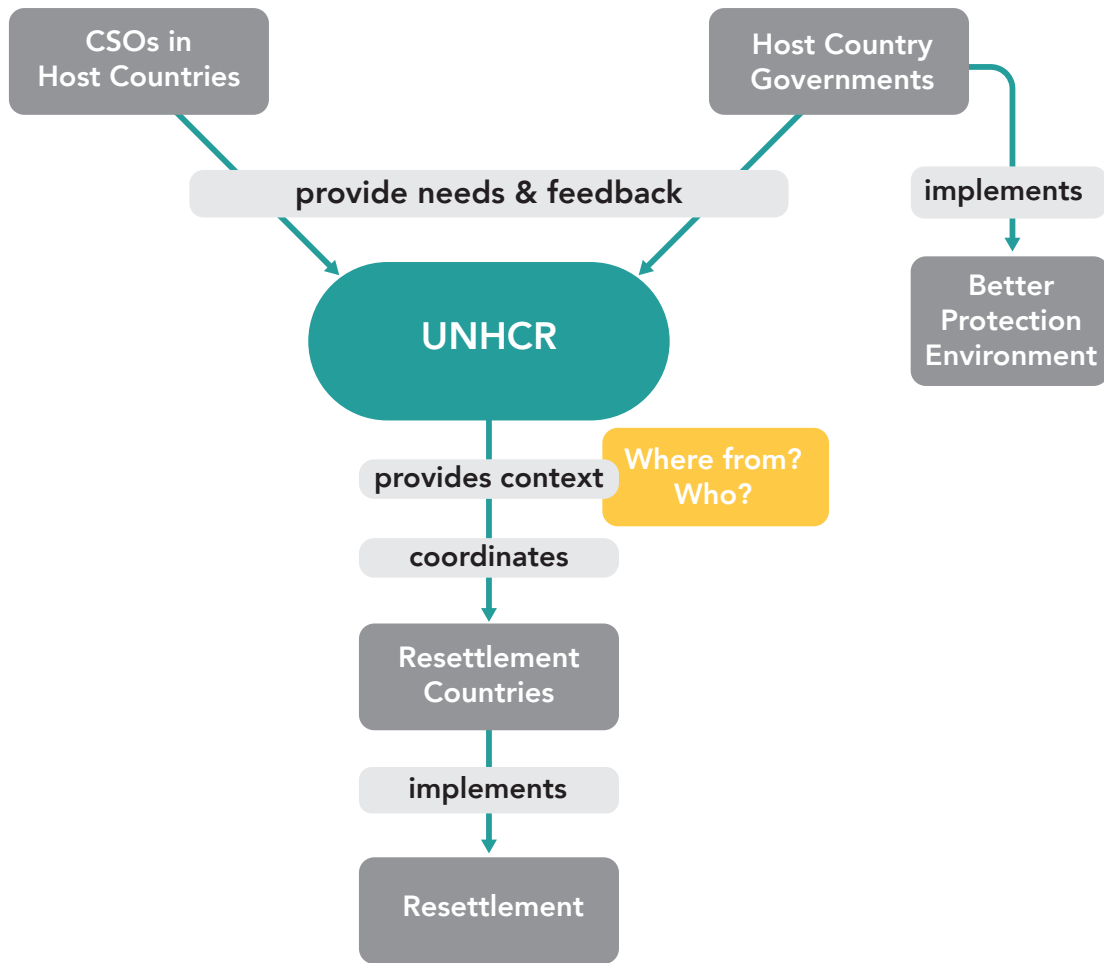 CSOs in
Host Countries
Host Country
Governments
provide needs & feedback
implements
Better
Protection
Environment
UNHCR
provides context
Where from?
Who?
coordinates
Resettlement
Countries
implements
Resettlement